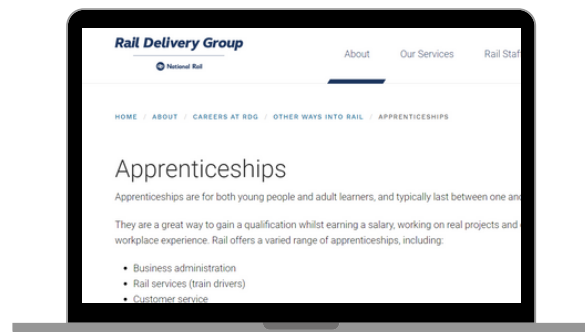 Rail Delivery Group
National Rail
About Our Services Rail Staf
HOME / ABOUT / CAREERS AT RDG / OTHER WAYS INTO RAIL / APPRENTICESHIPS
Apprenticeships
Apprenticeships are for both young people and adult learners, and typically last between one and
They are a great way to gain a qualification whilst earning a salary, working on real projects and
workplace experience. Rail offers a varied range of apprenticeships, including:
• Business administration
• Rail services (train drivers)
• Customer service